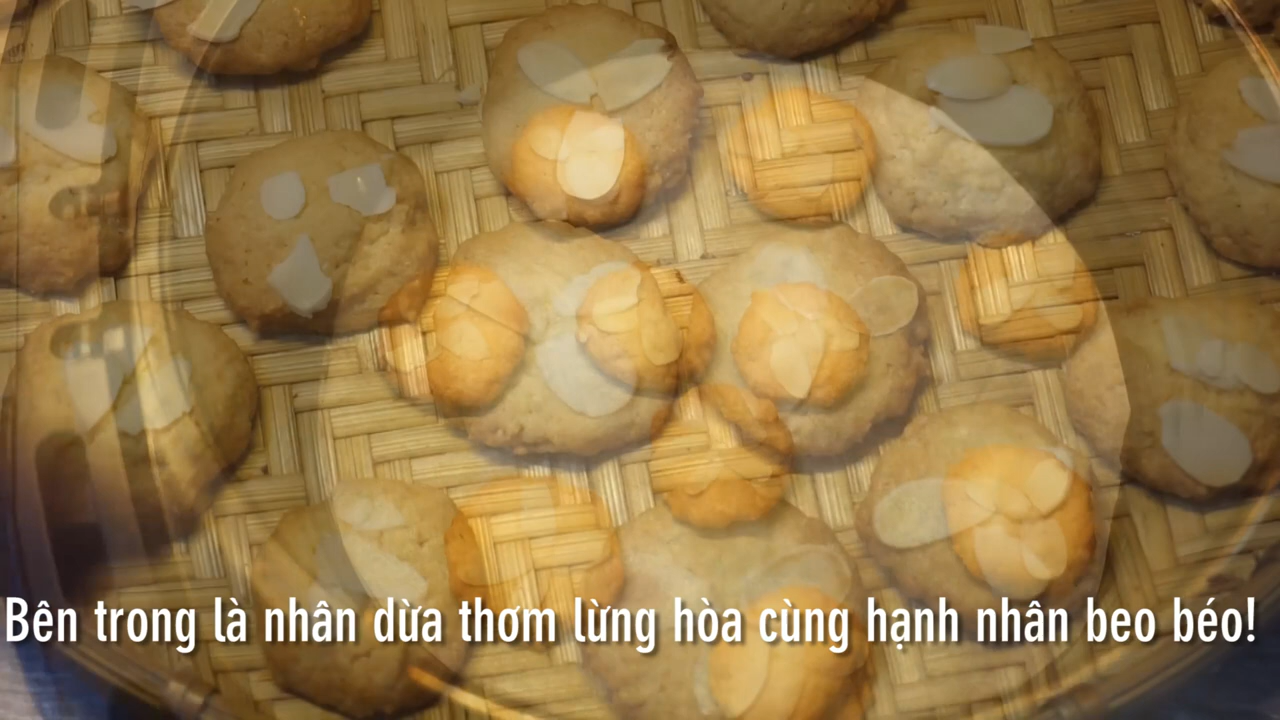 Bên trong là nhân dừa thơm lừng hòa cùng hạnh nhân beo béo!